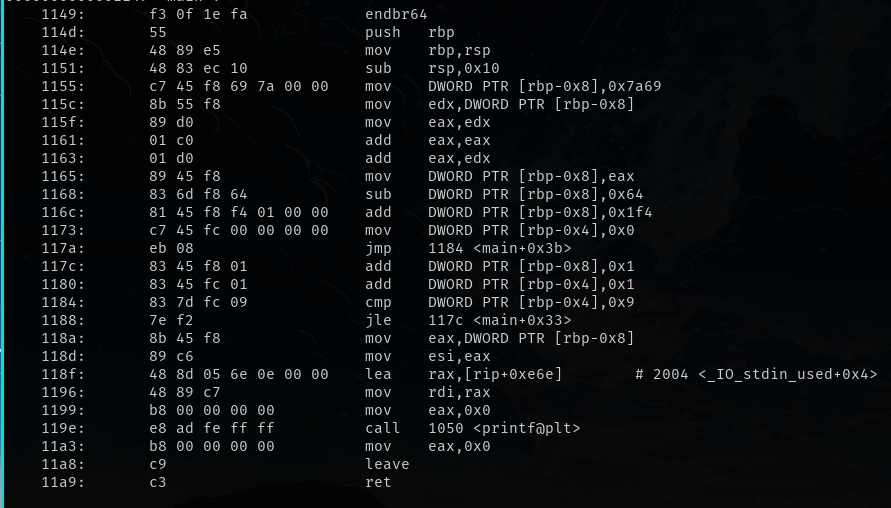 1149: f3 0f 1e fa endbr64
114d: 55 push rbp
114e: 48 89 e5 mov rbp,rsp
1151: 48 83 ec 10 sub rsp,0x10
1155: c7 45 f8 69 7a 00 00 mov DWORD PTR [rbp-0x8],0x7a69
115c: 8b 55 f8 mov edx,DWORD PTR [rbp-0x8]
115f: 89 d0 mov eax,edx
1161: 01 c0 add eax,eax
1163: 01 d0 add eax,edx
1165: 89 45 f8 mov DWORD PTR [rbp-0x8],eax
1168: 83 6d f8 64 sub DWORD PTR [rbp-0x8],0x64
116c: 81 45 f8 f4 01 00 00 add DWORD PTR [rbp-0x8],0x1f4
1173: c7 45 fc 00 00 00 00 mov DWORD PTR [rbp-0x4],0x0
117a: eb 08 jmp 1184 <main+0x3b>
117c: 83 45 f8 01 add DWORD PTR [rbp-0x8],0x1
1180: 83 45 fc 01 add DWORD PTR [rbp-0x4],0x1
1184: 83 7d fc 09 cmp DWORD PTR [rbp-0x4],0x9
1188: 7e f2 jle 117c <main+0x33>
118a: 8b 45 f8 mov eax,DWORD PTR [rbp-0x8]
118d: 89 c6 mov esi,eax
118f: 48 8d 05 6e 0e 00 00 lea rax,[rip+0xe6e] # 2004 <_IO_stdin_used+0x4>
1196: 48 89 c7 mov rdi,rax
1199: b8 00 00 00 00 mov eax,0x0
119e: e8 ad fe ff ff call 1050 <printf@plt>
11a3: b8 00 00 00 00 mov eax,0x0
11a8: c9 leave
11a9: c3 ret